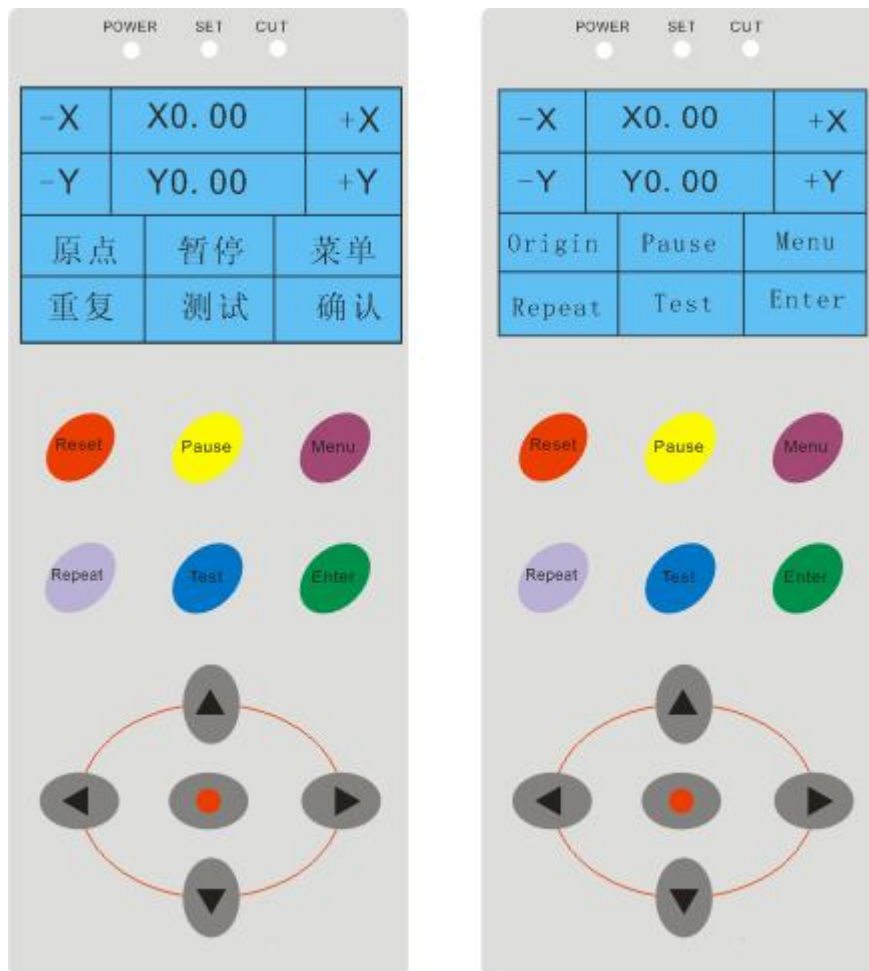 POWER SET CUT
-X X0.00 +X
-Y Y0.00 +Y
原点 暂停 菜单
重复 测试 确认
Reset Pause Menu
Repeat Test Enter
POWER SET CUT
-X X0.00 +X
-Y Y0.00 +Y
Origin Pause Menu
Repeat Test Enter
Reset Pause Menu
Repeat Test Enter